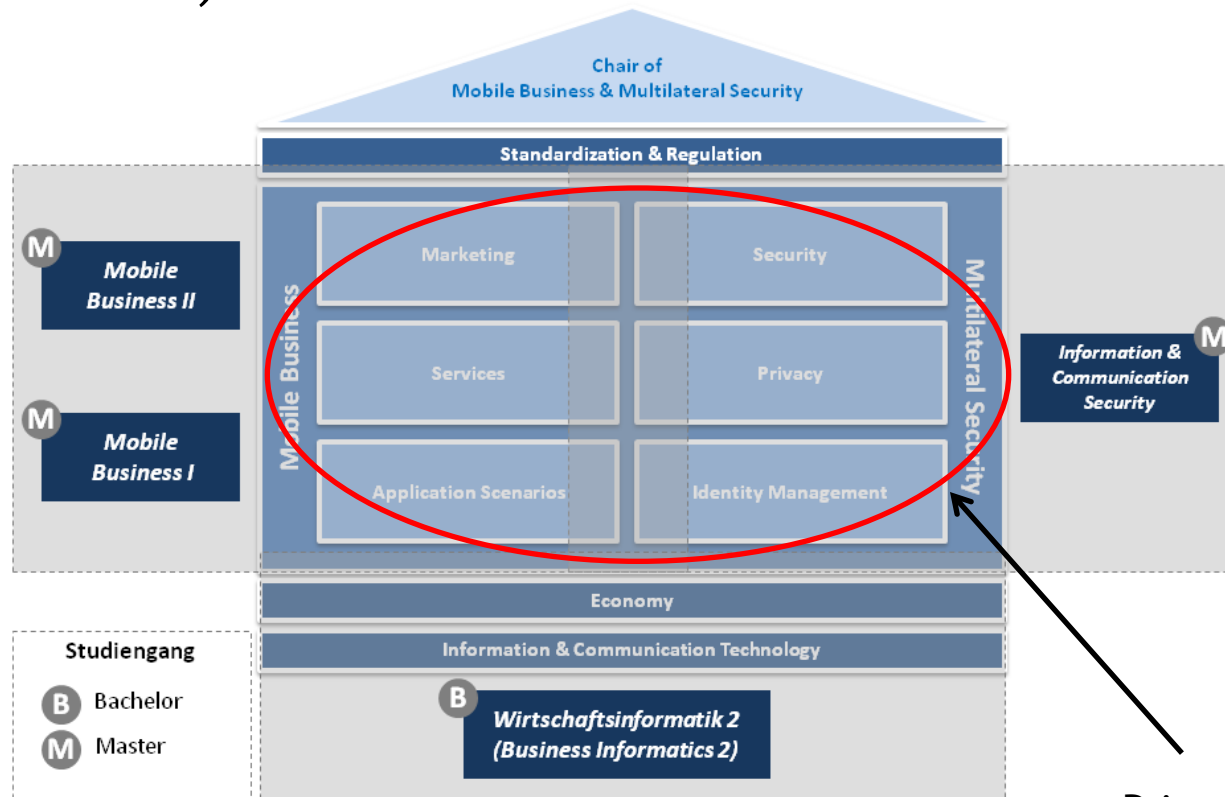 Chair of
Mobile Business & Multilateral Security
Standardization & Regulation
M
Mobile
Business II
M
Mobile
Business I
Mobile Business
Marketing
Security
Services
Privacy
Application Scenarios
Identity Management
Multilateral Security
M
Information &
Communication
Security
Economy
Information & Communication Technology
Studiengang
B Bachelor
M Master
B
Wirtschaftsinformatik 2
(Business Informatics 2)